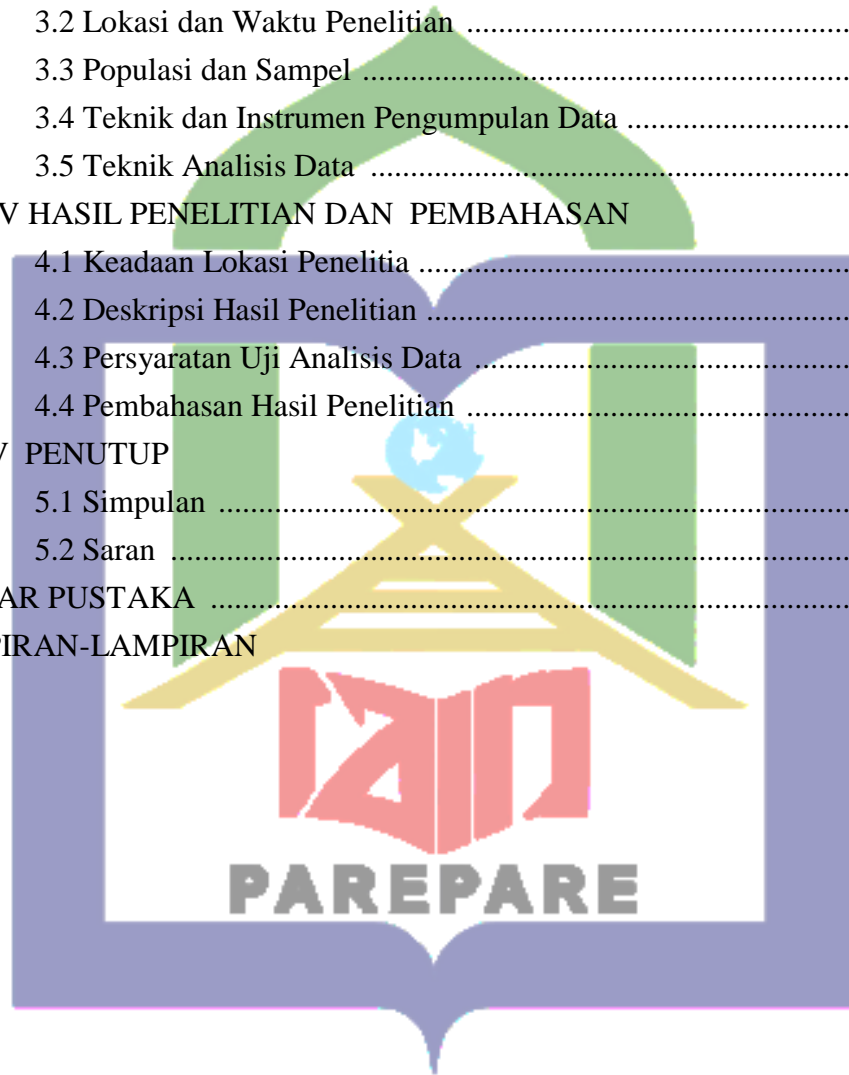 3.2 Lokasi dan Waktu Penelitian ..................................................
3.3 Populasi dan Sampel ................................................................
3.4 Teknik dan Instrumen Pengumpulan Data .............................
3.5 Teknik Analisis Data ...............................................................
V HASIL PENELITIAN DAN PEMBAHASAN
4.1 Keadaan Lokasi Penelitia ........................................................
4.2 Deskripsi Hasil Penelitian .......................................................
4.3 Persyaratan Uji Analisis Data .................................................
4.4 Pembahasan Hasil Penelitian ..................................................
V PENUTUP
5.1 Simpulan ..................................................................................
5.2 Saran ........................................................................................
AR PUSTAKA ..................................................................................
PIRAN-LAMPIRAN
iain
PAREPARE